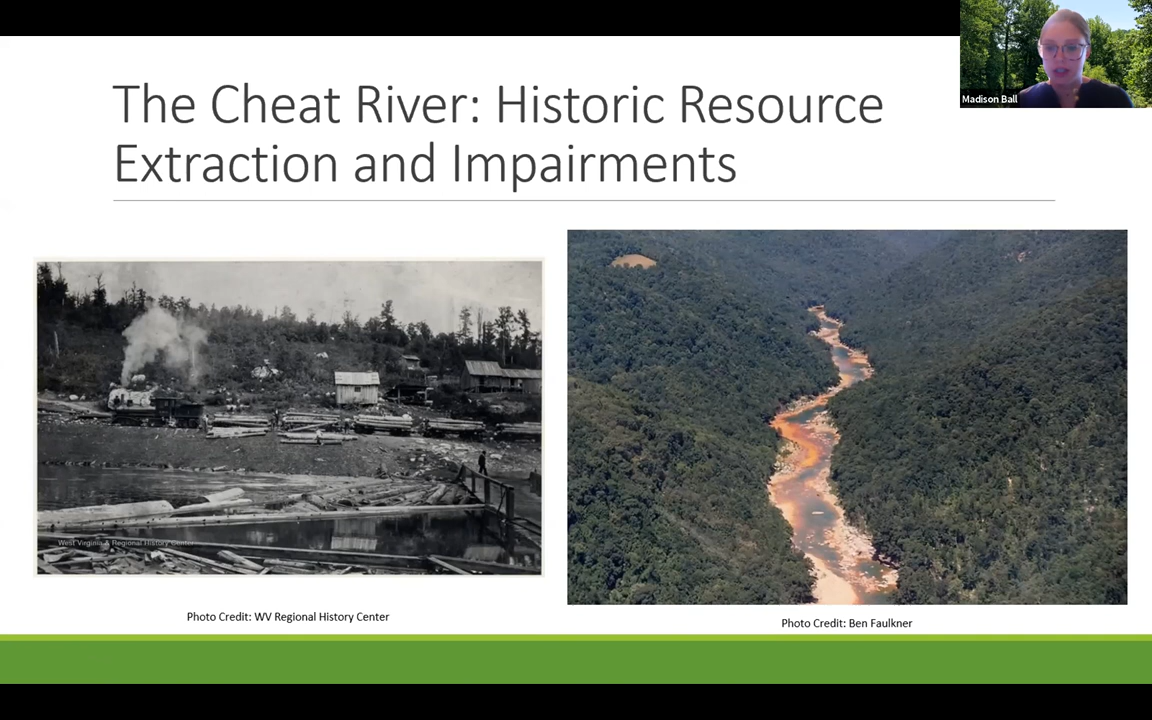 Madison Ball
The Cheat River: Historic Resource
Extraction and Impairments
West Virginia & Regional History Center
Photo Credit: WV Regional History Center
Photo Credit: Ben Faulkner